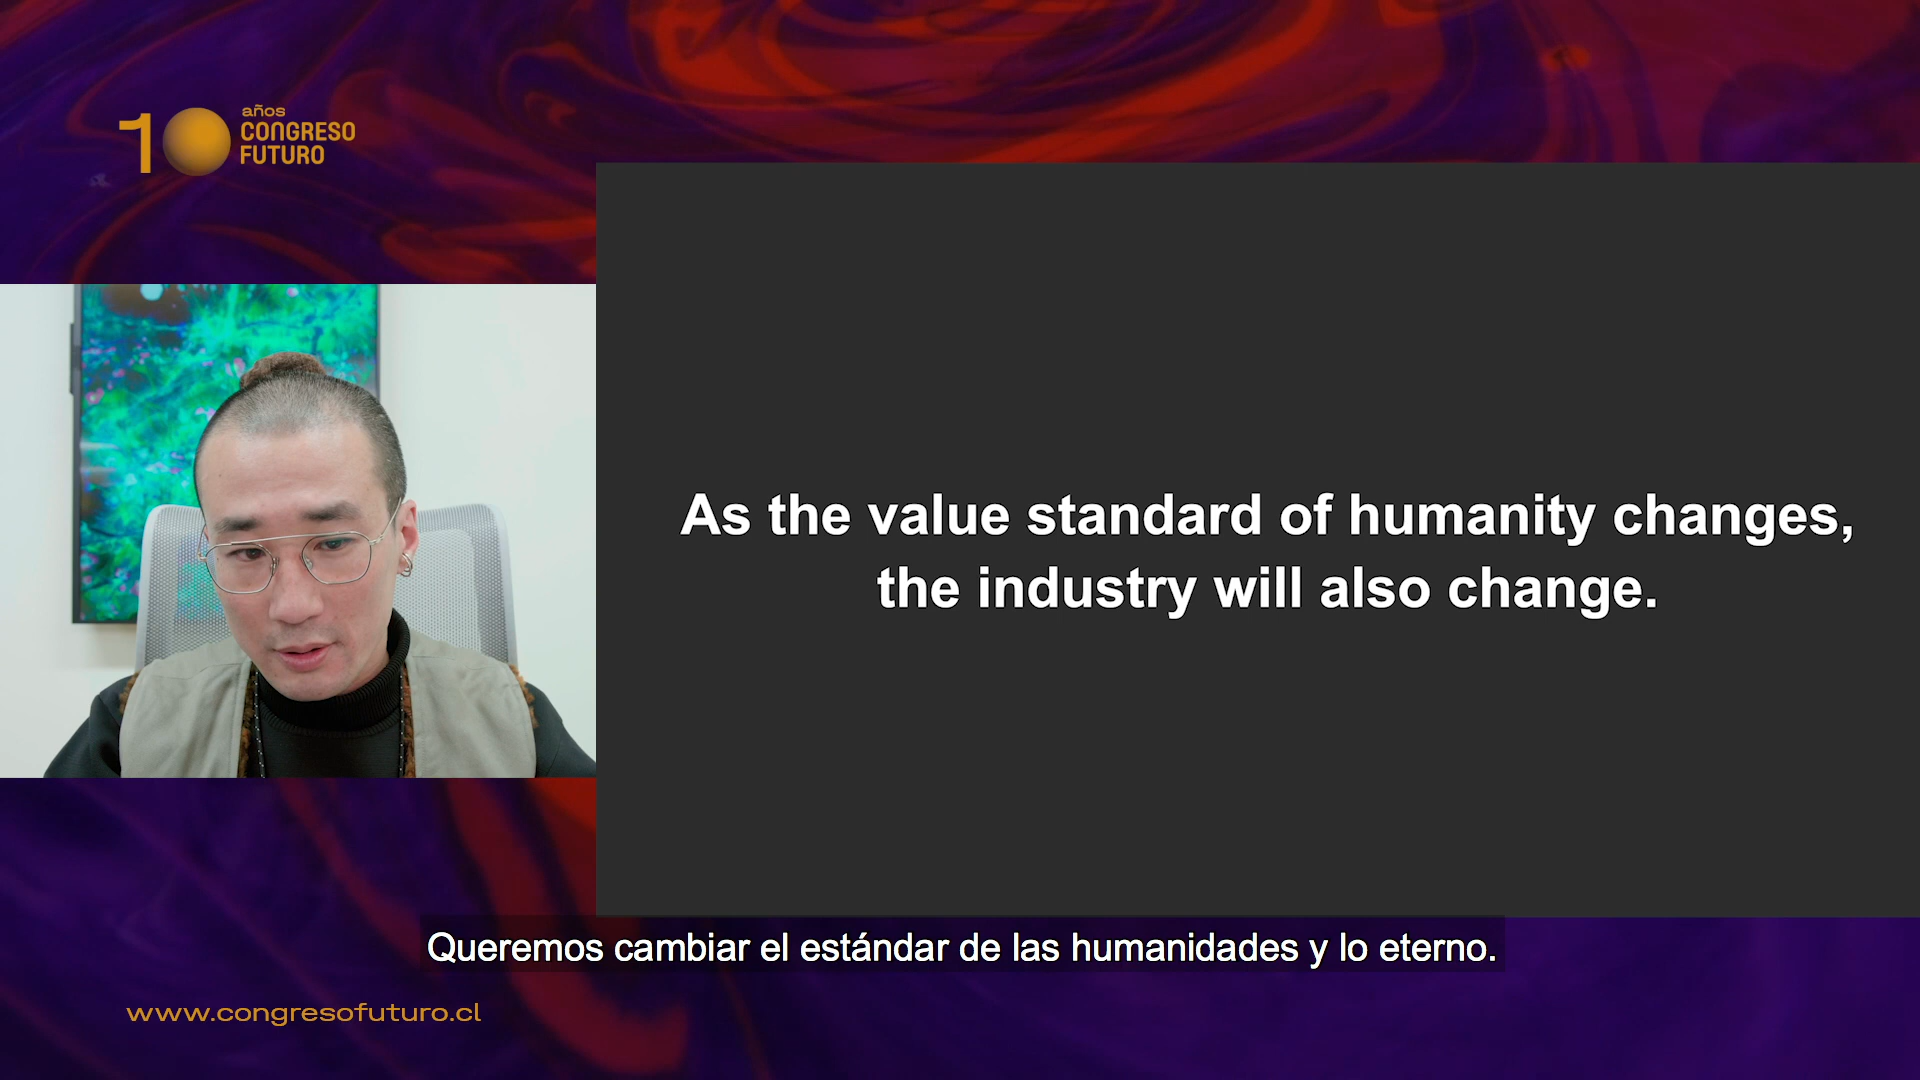 10 años
CONGRESO
FUTURO
As the value standard of humanity changes,
the industry will also change.
Queremos cambiar el estándar de las humanidades y lo eterno.
www.congresofuturo.cl